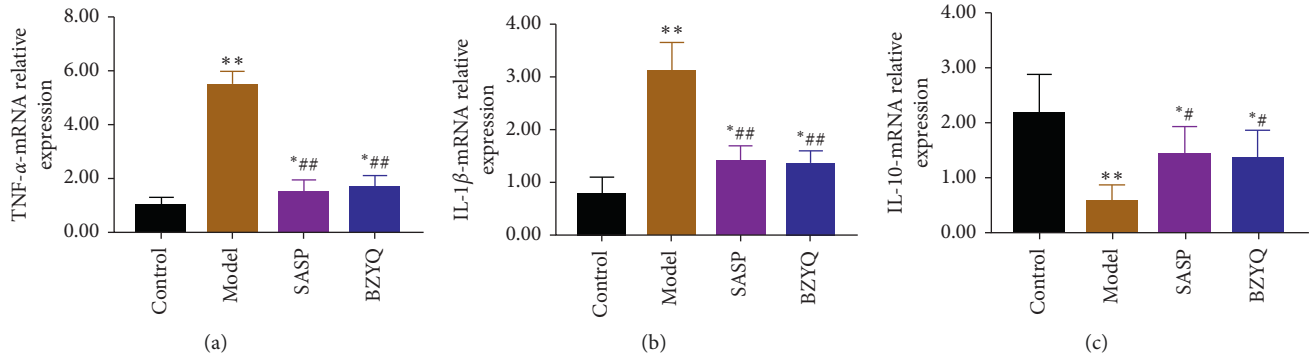 TNF-α-mRNA relative
expression
8.00
6.00
4.00
2.00
0.00
**
*##
*##
Control
Model
SASP
BZYQ
(a)
IL-1β-mRNA relative
expression
4.00
3.00
2.00
1.00
0.00
**
*##
*##
Control
Model
SASP
BZYQ
(b)
IL-10-mRNA relative
expression
4.00
3.00
2.00
1.00
0.00
**
*#
*#
Control
Model
SASP
BZYQ
(c)